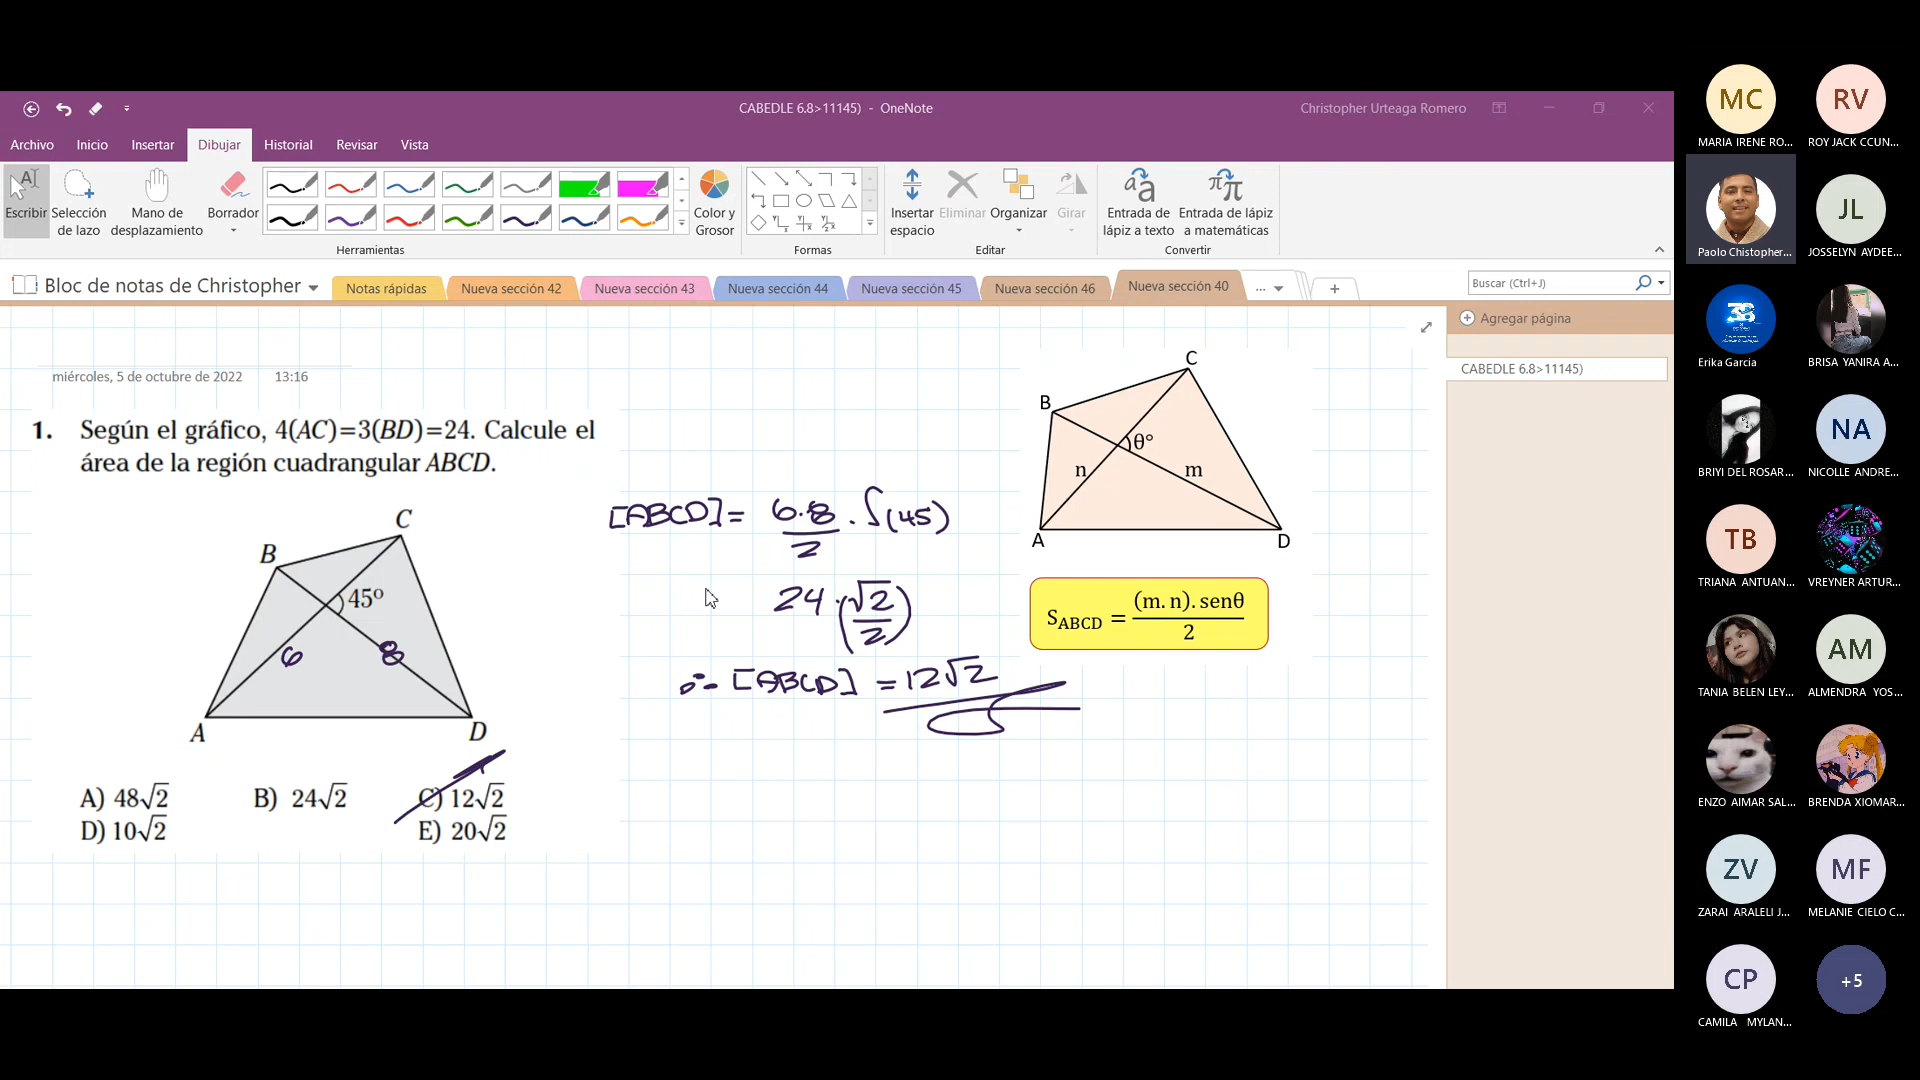 CABEDLE 6.8>11145) - OneNote
Christopher Urteaga Romero
Archivo Inicio Insertar Dibujar Historial Revisar Vista
Escribir
Selección de lazo
Mano de desplazamiento
Borrador
Color y Grosor
Insertar espacio
Eliminar
Organizar
Girar
Entrada de lápiz a texto
Entrada de lápiz a matemáticas
Herramientas Formas Editar Convertir
Bloc de notas de Christopher
Notas rápidas
Nueva sección 42
Nueva sección 43
Nueva sección 44
Nueva sección 45
Nueva sección 46
Nueva sección 40
...
Buscar (Ctrl+J)
Agregar página
CABEDLE 6.8>11145)
miércoles, 5 de octubre de 2022 13:16
1. Según el gráfico, 4(AC)=3(BD)=24. Calcule el
área de la región cuadrangular ABCD.
C
B
45°
6 8
A D
A) 48√2 B) 24√2 C) 12√2
D) 10√2 E) 20√2
[ABCD] = 6·8/2 · S(45)
24·(√2/2)
∴ [ABCD] = 12√2
C
B
θ°
n m
A D
S_ABCD = (m.n).senθ/2
MC
MARIA IRENE RO...
RV
ROY JACK CCUN...
Paolo Chistopher...
JL
JOSSELYN AYDEE...
38
Erika Garcia
BRISA YANIRA A...
BRIYI DEL ROSAR...
NA
NICOLLE ANDRE...
TB
TRIANA ANTUAN...
VREYNER ARTUR...
TANIA BELEN LEY...
AM
ALMENDRA YOS...
ENZO AIMAR SAL...
BRENDA XIOMAR...
ZV
ZARAI ARALELI J...
MF
MELANIE CIELO C...
CP
CAMILA MYLAN...
+5